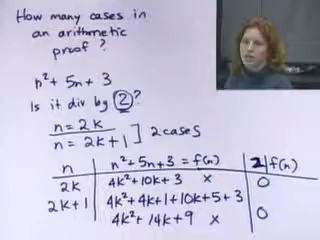 How many cases in
an arithmetic
proof?
n²+5n+3
Is it div by 2?
n=2k
n=2k+1 ] 2 cases
n | n²+5n+3=f(n) | 2|f(n)
2k | 4k²+10k+3 x | 0
2k+1 | 4k²+4k+1+10k+5+3
4k²+14k+9 x | 0